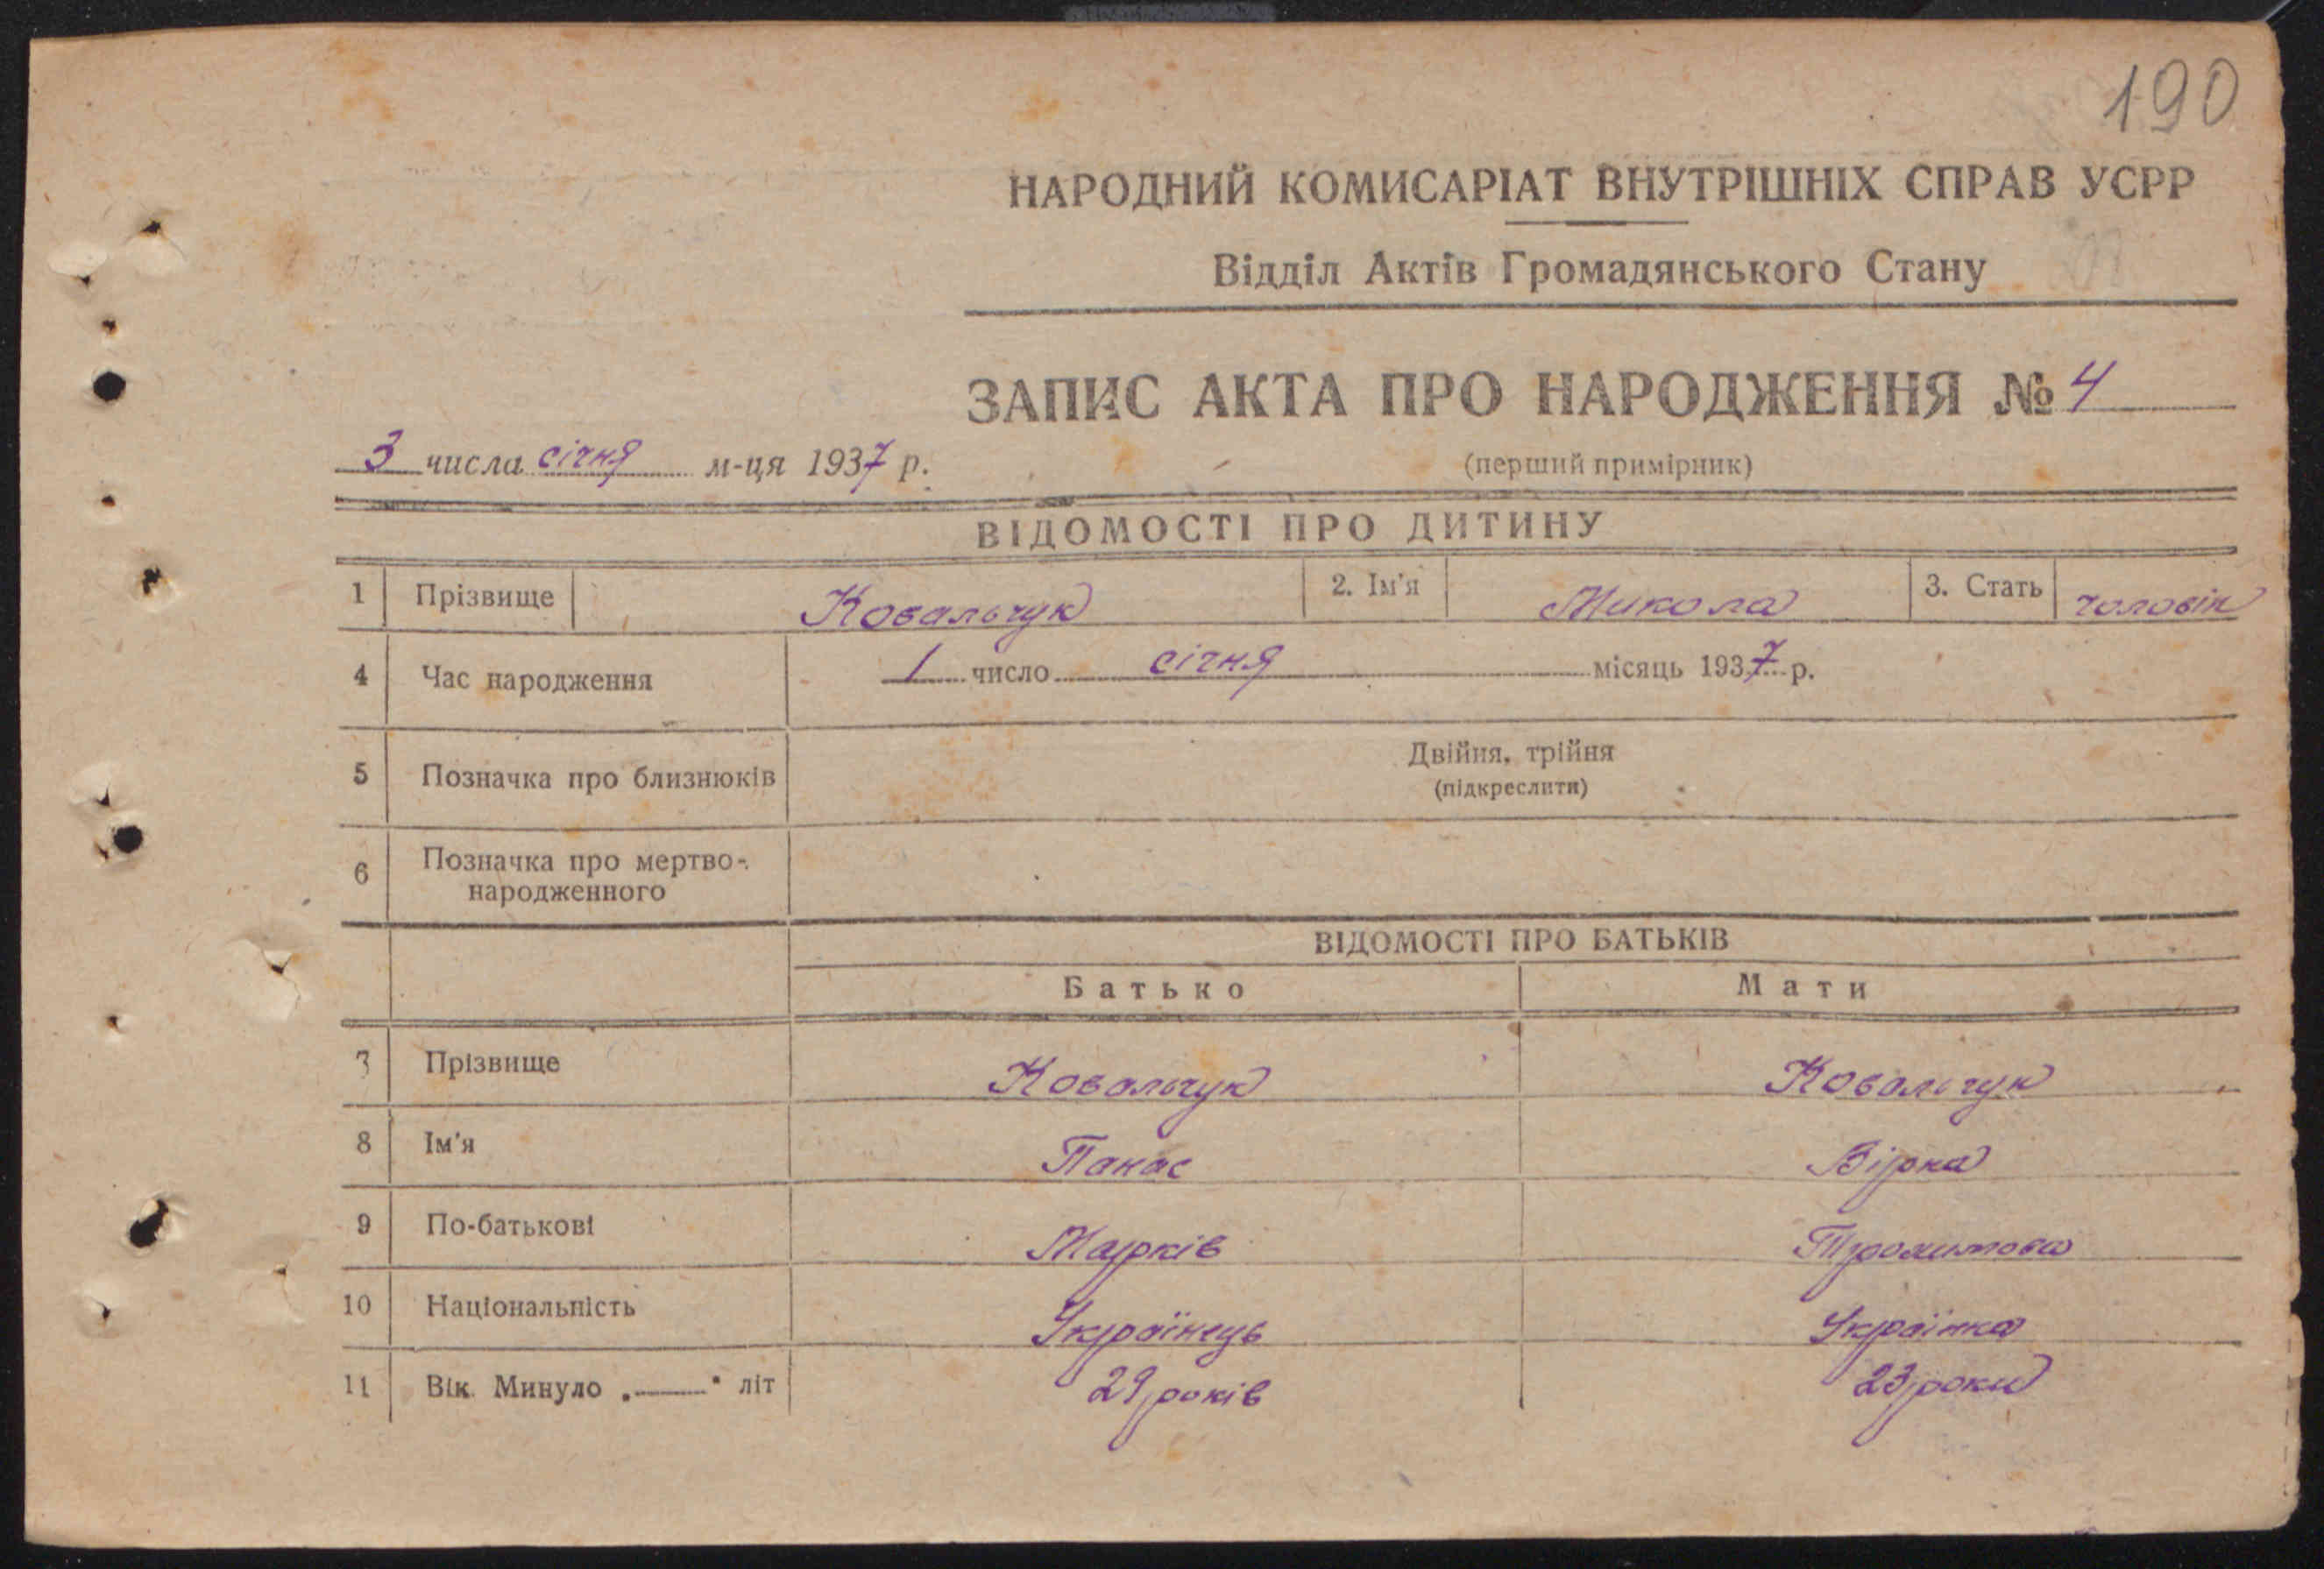 190
НАРОДНИЙ КОМИСАРІАТ ВНУТРІШНІХ СПРАВ УСРР
Відділ Актів Громадянського Стану
ЗАПИС АКТА ПРО НАРОДЖЕННЯ № 4
3 числа січня м-ця 1937 р.
(перший примірник)
ВІДОМОСТІ ПРО ДИТИНУ
1 Прізвище Ковальчук 2. Ім'я Микола 3. Стать чоловік
4 Час народження 1 число січня місяць 1937 р.
5 Позначка про близнюків Двійня, трійня
(підкреслити)
6 Позначка про мертво-
народженного
ВІДОМОСТІ ПРО БАТЬКІВ
Батько Мати
7 Прізвище Ковальчук Ковальчук
8 Ім'я Панас Вірка
9 По-батькові Марків
10 Національність Українець Українка
11 Вік. Минуло „——" літ 29 років 23 роки